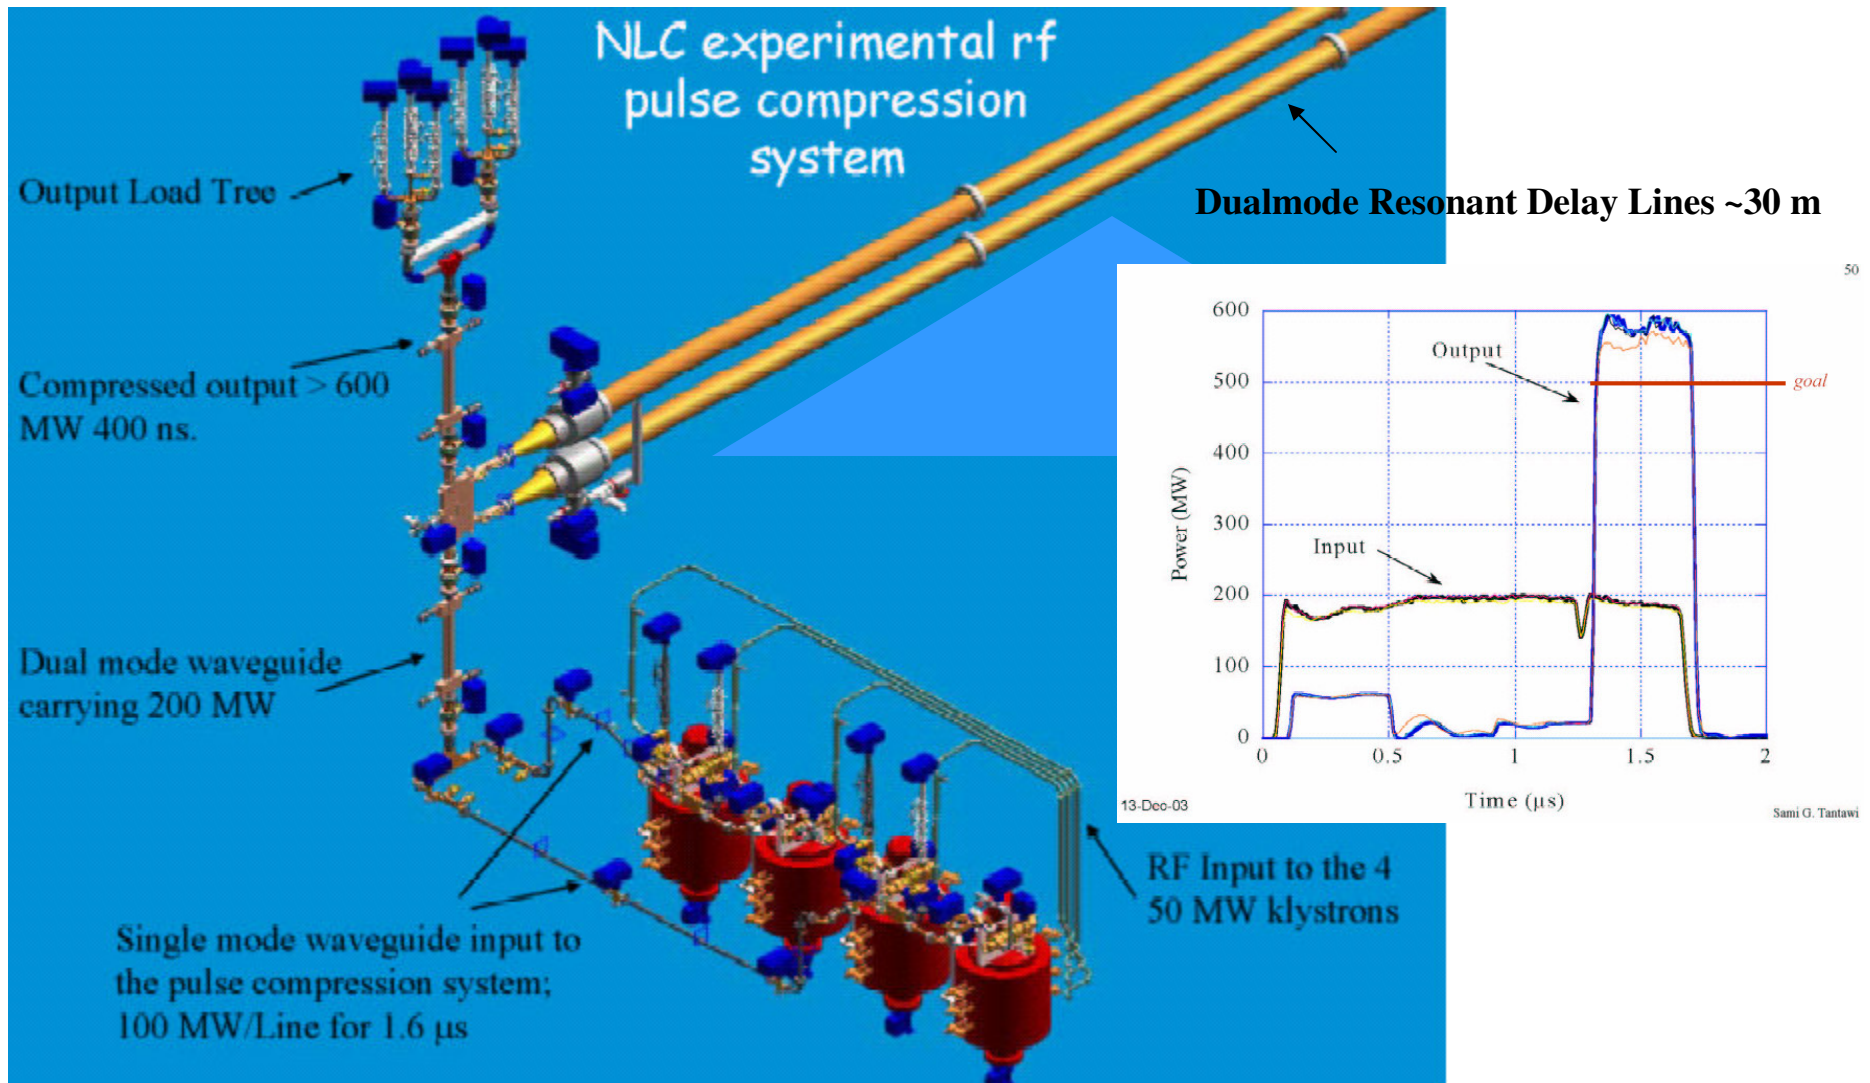 NLC experimental rf
pulse compression
system
Output Load Tree
Dualmode Resonant Delay Lines ~30 m
Compressed output > 600
MW 400 ns.
Dual mode waveguide
carrying 200 MW
Single mode waveguide input to
the pulse compression system;
100 MW/Line for 1.6 μs
RF Input to the 4
50 MW klystrons
50
600
500
400
300
200
100
0
Power (MW)
Output
Input
goal
0
0.5
1
1.5
2
Time (μs)
13-Dec-03
Sami G. Tantawi